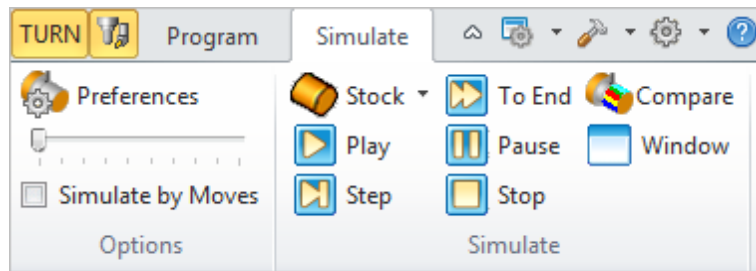 TURN Program Simulate ?
Preferences Stock To End Compare
Play Pause Window
Simulate by Moves Step Stop
Options Simulate